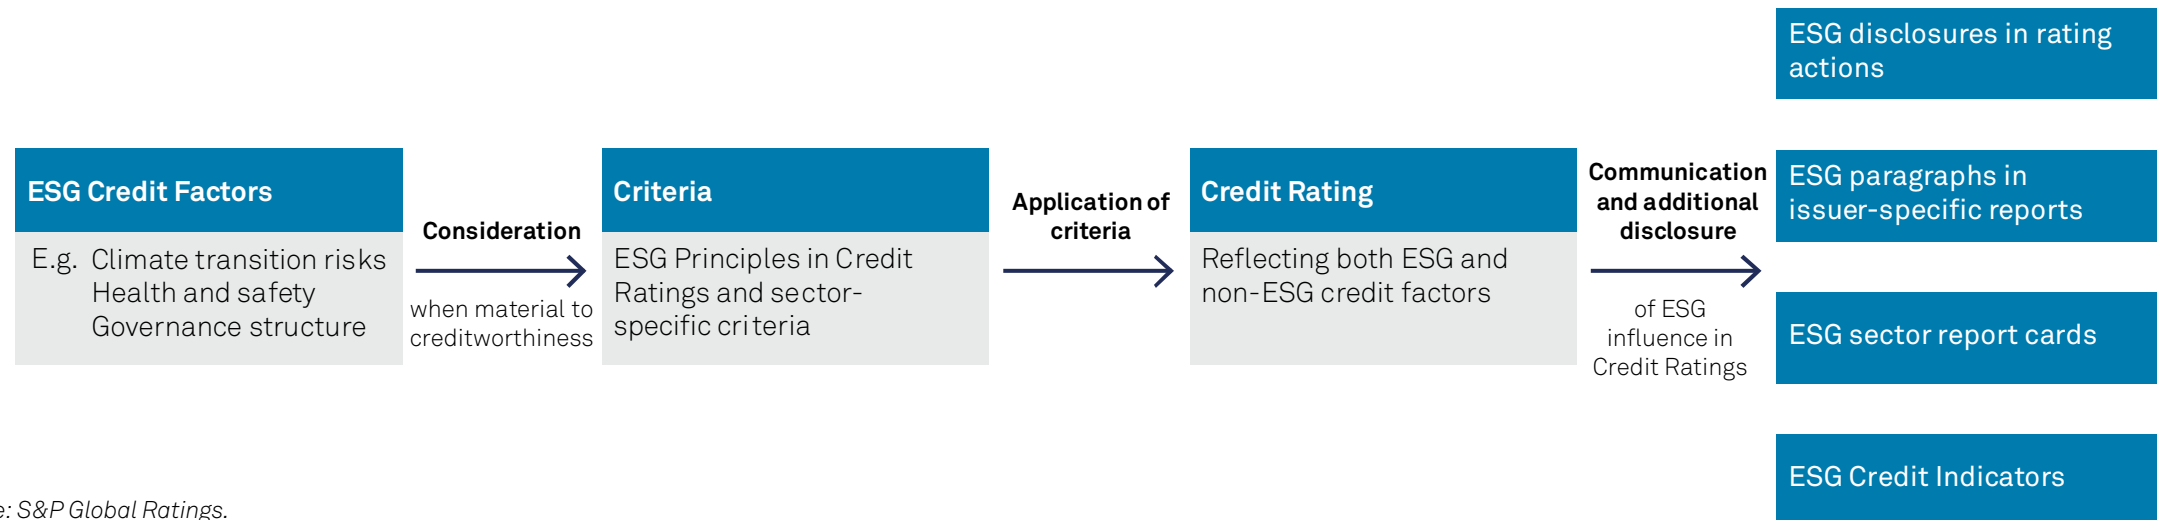 ESG Credit Factors
E.g. Climate transition risks
Health and safety
Governance structure
Consideration
when material to
creditworthiness
Criteria
ESG Principles in Credit
Ratings and sector-
specific criteria
Application of
criteria
Credit Rating
Reflecting both ESG and
non-ESG credit factors
Communication
and additional
disclosure
of ESG
influence in
Credit Ratings
ESG disclosures in rating
actions
ESG paragraphs in
issuer-specific reports
ESG sector report cards
ESG Credit Indicators
e: S&P Global Ratings.